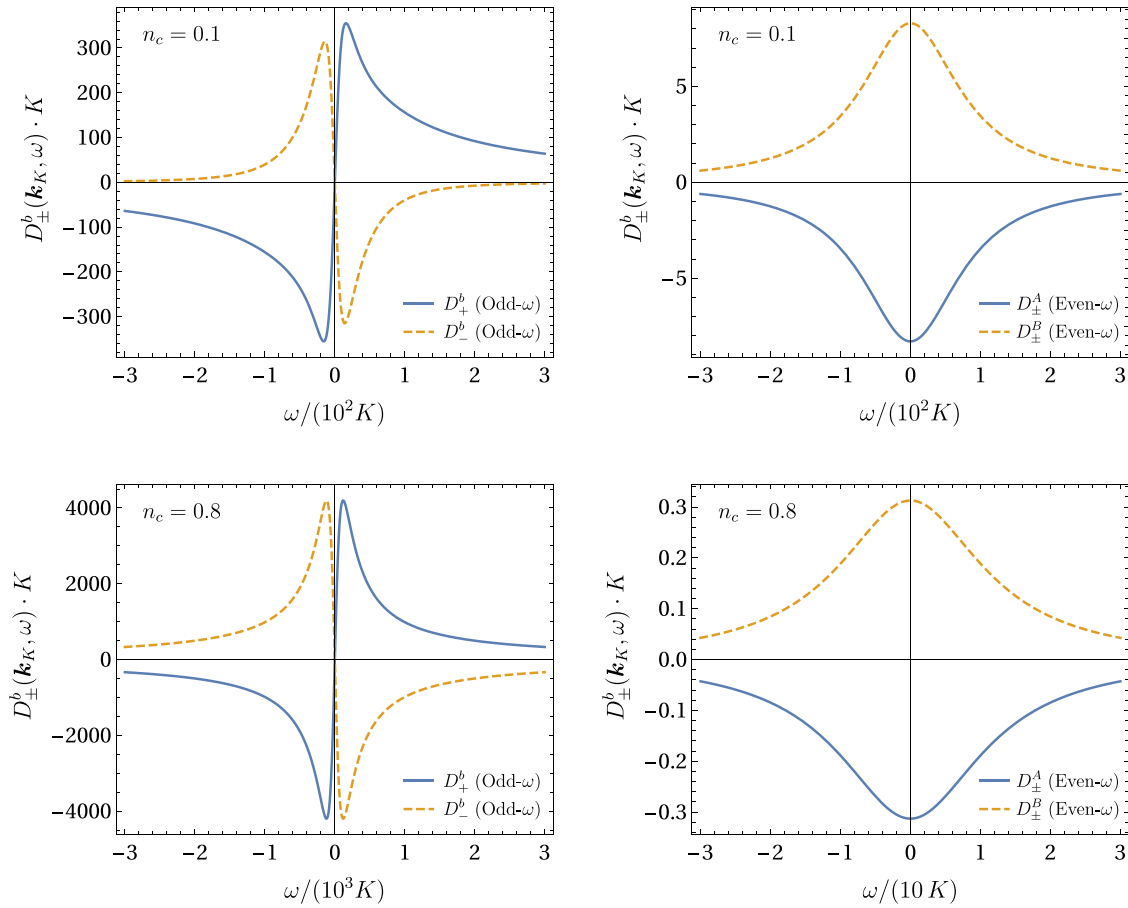 n_c = 0.1
D^b_±(k_K, ω) · K
300
200
100
0
−100
−200
−300
D^b_+ (Odd-ω)
D^b_- (Odd-ω)
−3 −2 −1 0 1 2 3
ω/(10^2 K)
n_c = 0.1
D^b_±(k_K, ω) · K
5
0
−5
D^A_± (Even-ω)
D^B_± (Even-ω)
−3 −2 −1 0 1 2 3
ω/(10^2 K)
n_c = 0.8
D^b_±(k_K, ω) · K
4000
2000
0
−2000
−4000
D^b_+ (Odd-ω)
D^b_- (Odd-ω)
−3 −2 −1 0 1 2 3
ω/(10^3 K)
n_c = 0.8
D^b_±(k_K, ω) · K
0.3
0.2
0.1
0.0
−0.1
−0.2
−0.3
D^A_± (Even-ω)
D^B_± (Even-ω)
−3 −2 −1 0 1 2 3
ω/(10 K)